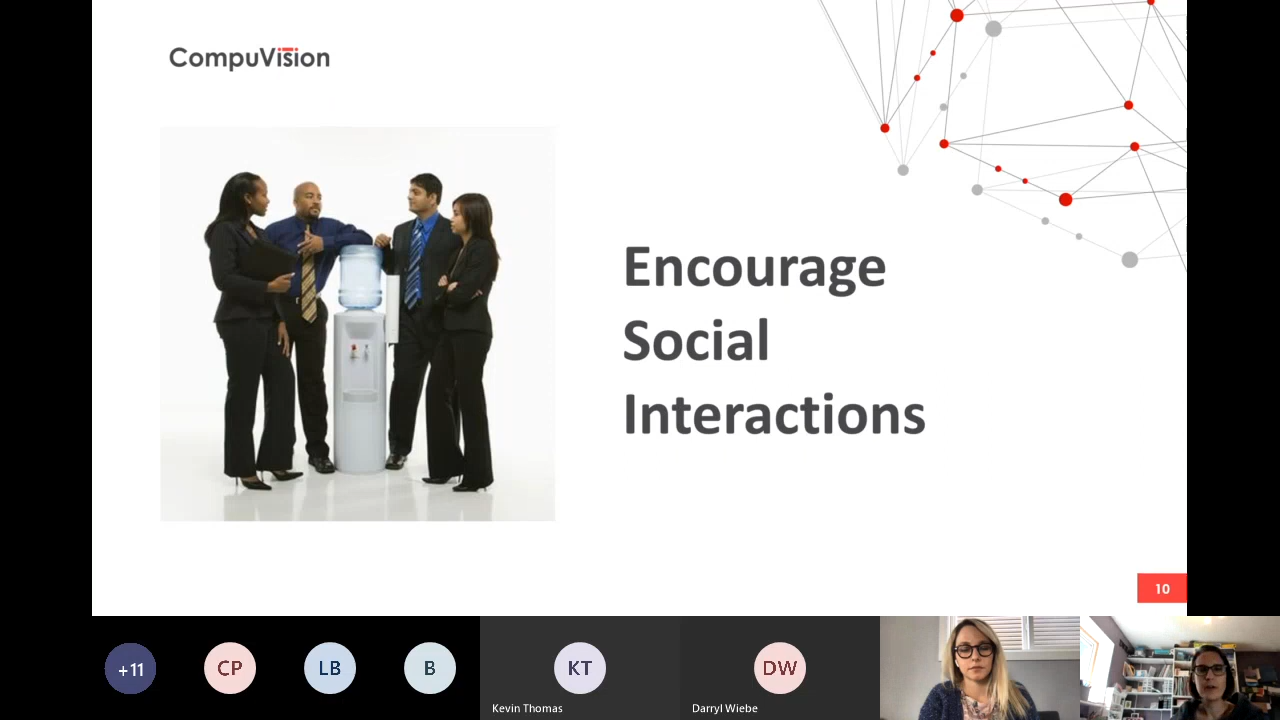 CompuVision
Encourage
Social
Interactions
10
+11
CP
LB
B
KT
DW
Kevin Thomas
Darryl Wiebe